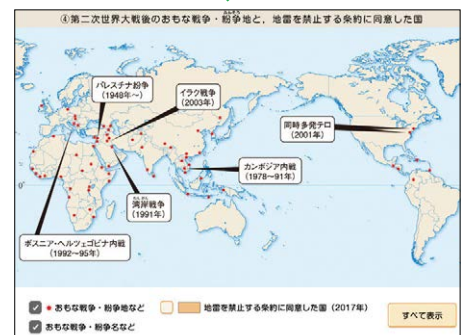 ④第二次世界大戦後のおもな戦争・紛争地と，地雷を禁止する条約に同意した国
ふんそう
パレスチナ紛争
（1948年～）
イラク戦争
（2003年）
同時多発テロ
（2001年）
カンボジア内戦
（1978～91年）
0°
湾岸戦争
（1991年）
ボスニア・ヘルツェゴビナ内戦
（1992～95年）
おもな戦争・紛争地など
地雷を禁止する条約に同意した国（2017年）
おもな戦争・紛争名など
すべて表示